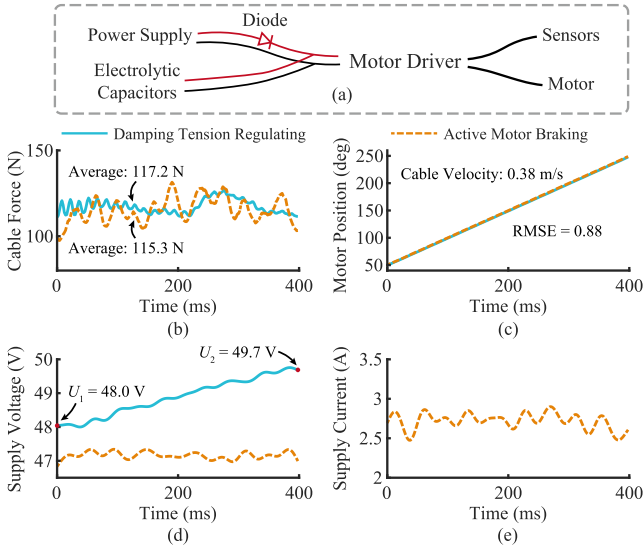 Diode
Power Supply
Sensors
Motor Driver
Electrolytic
Capacitors
Motor
(a)
Damping Tension Regulating
Active Motor Braking
Cable Force (N)
150
100
Average: 117.2 N
Average: 115.3 N
0 200 400
Time (ms)
(b)
Motor Position (deg)
250
200
150
100
50
Cable Velocity: 0.38 m/s
RMSE = 0.88
0 200 400
Time (ms)
(c)
Supply Voltage (V)
50
49
48
47
U1 = 48.0 V
U2 = 49.7 V
0 200 400
Time (ms)
(d)
Supply Current (A)
3.5
3
2.5
2
0 200 400
Time (ms)
(e)